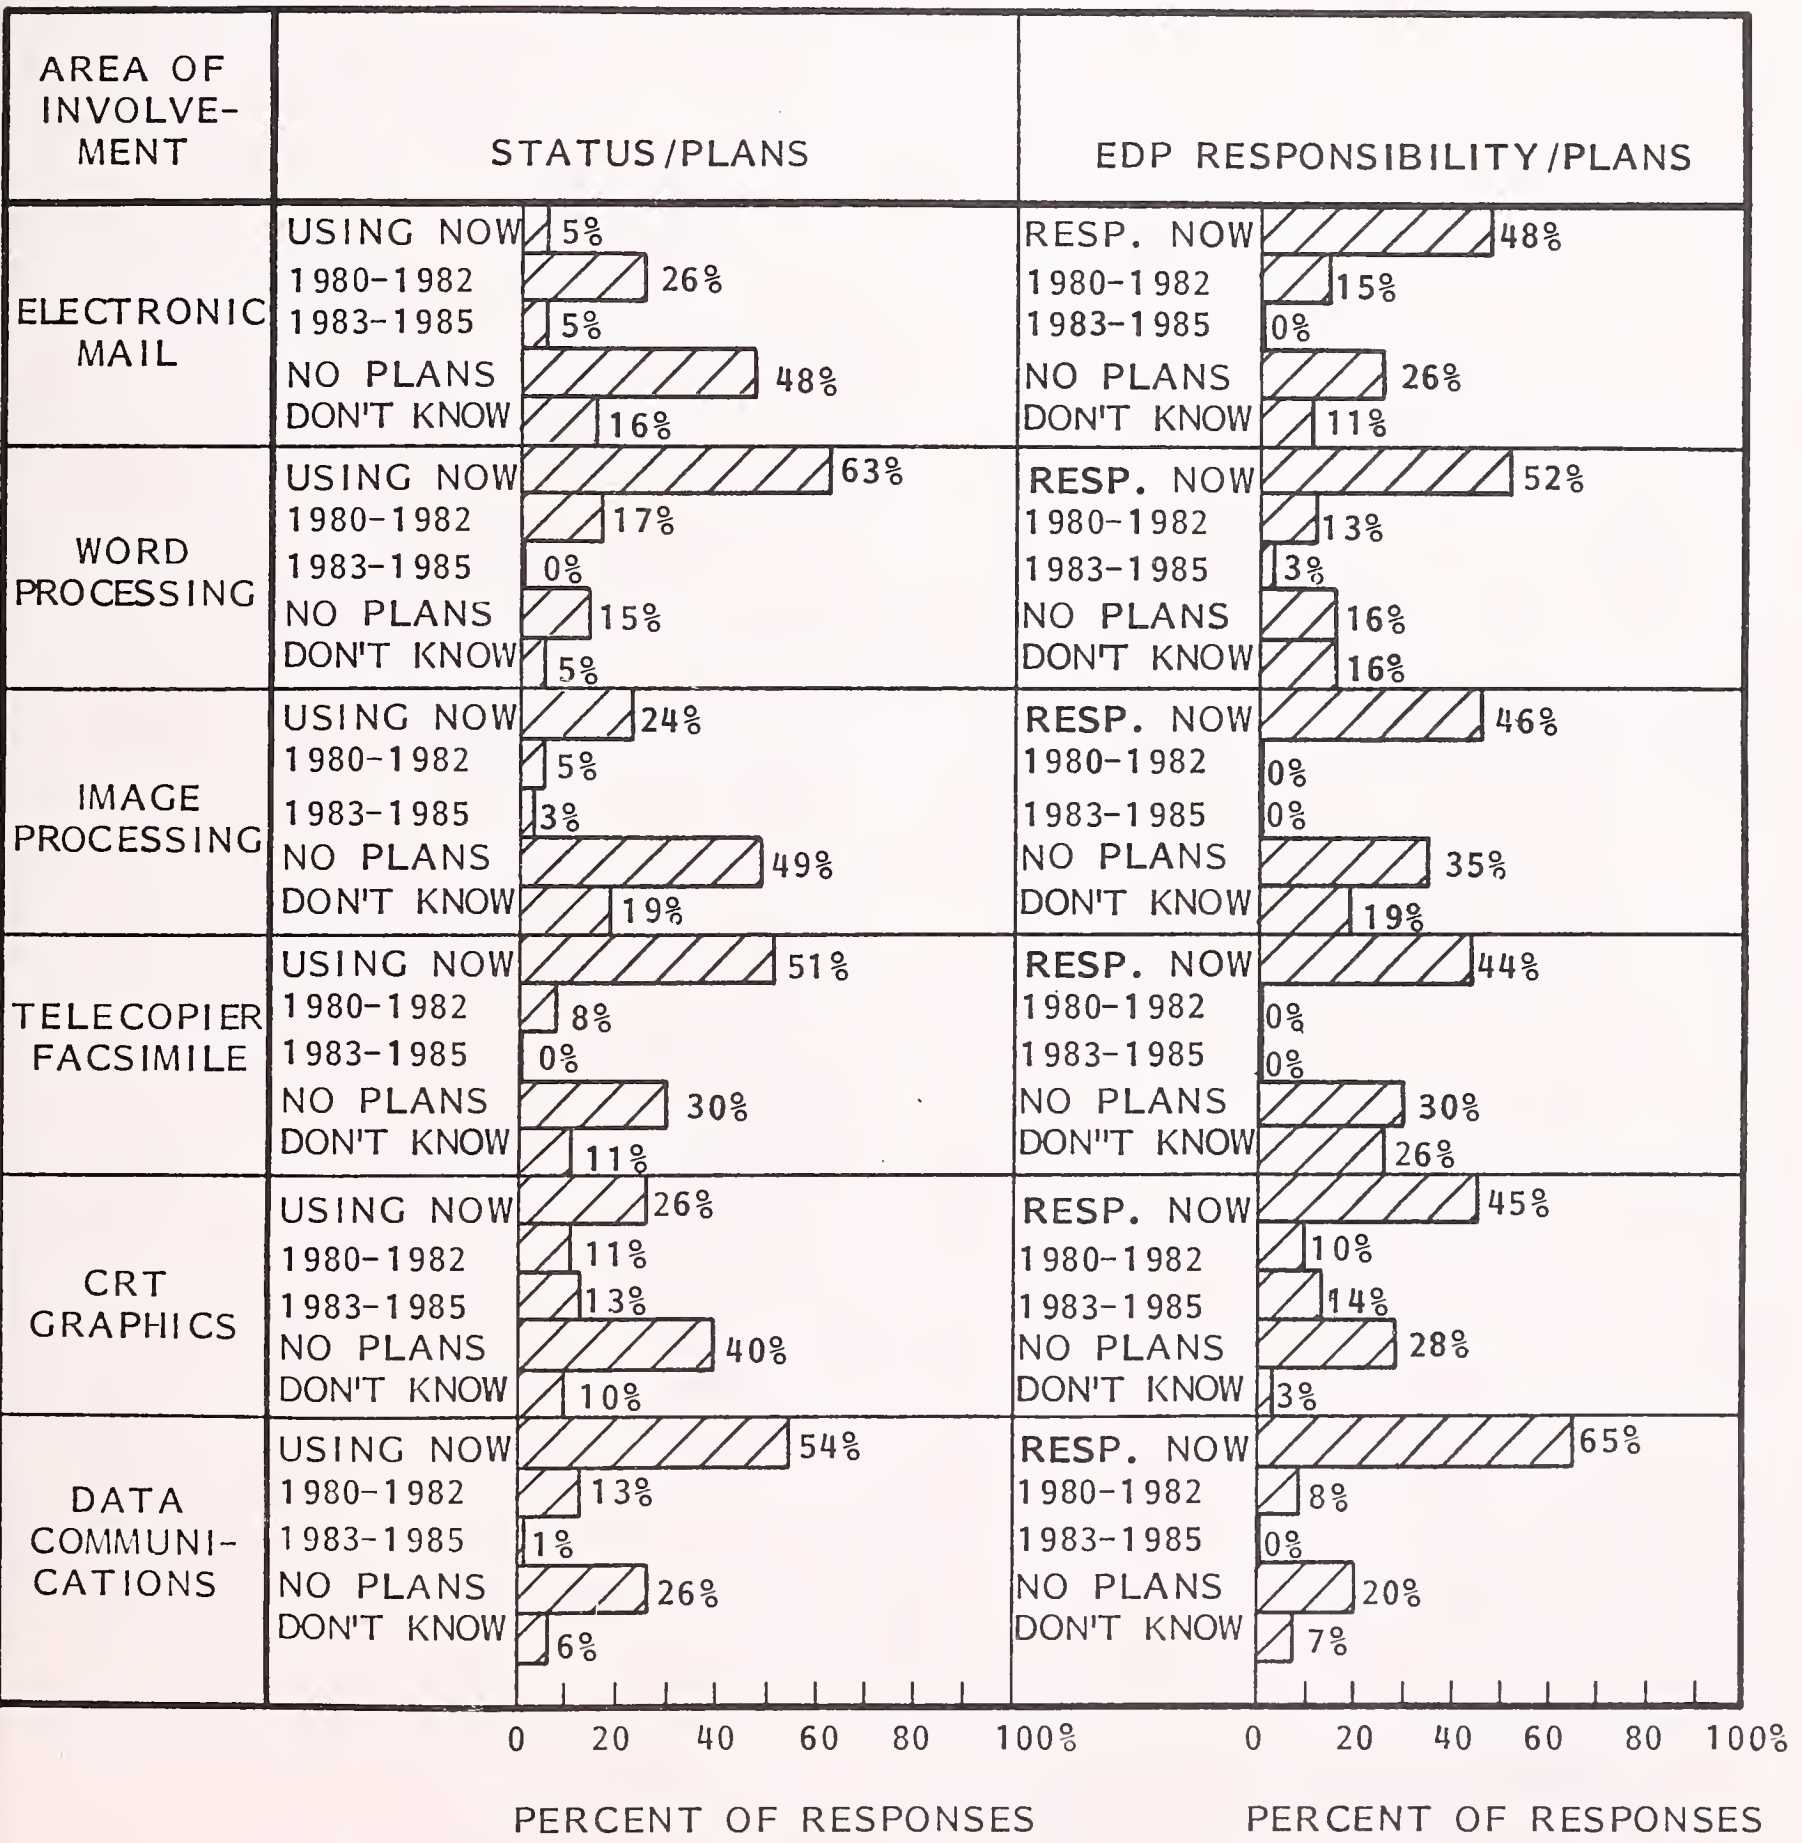 AREA OF
INVOLVE-
MENT
STATUS/PLANS
EDP RESPONSIBILITY/PLANS
ELECTRONIC
MAIL
USING NOW 5%
1980-1982 26%
1983-1985 5%
NO PLANS 48%
DON'T KNOW 16%
RESP. NOW 48%
1980-1982 15%
1983-1985 0%
NO PLANS 26%
DON'T KNOW 11%
WORD
PROCESSING
USING NOW 63%
1980-1982 17%
1983-1985 0%
NO PLANS 15%
DON'T KNOW 5%
RESP. NOW 52%
1980-1982 13%
1983-1985 3%
NO PLANS 16%
DON'T KNOW 16%
IMAGE
PROCESSING
USING NOW 24%
1980-1982 5%
1983-1985 3%
NO PLANS 49%
DON'T KNOW 19%
RESP. NOW 46%
1980-1982 0%
1983-1985 0%
NO PLANS 35%
DON'T KNOW 19%
TELECOPIER
FACSIMILE
USING NOW 51%
1980-1982 8%
1983-1985 0%
NO PLANS 30%
DON'T KNOW 11%
RESP. NOW 44%
1980-1982 0%
1983-1985 0%
NO PLANS 30%
DON"T KNOW 26%
CRT
GRAPHICS
USING NOW 26%
1980-1982 11%
1983-1985 13%
NO PLANS 40%
DON'T KNOW 10%
RESP. NOW 45%
1980-1982 10%
1983-1985 14%
NO PLANS 28%
DON'T KNOW 3%
DATA
COMMUNI-
CATIONS
USING NOW 54%
1980-1982 13%
1983-1985 1%
NO PLANS 26%
DON'T KNOW 6%
RESP. NOW 65%
1980-1982 8%
1983-1985 0%
NO PLANS 20%
DON'T KNOW 7%
0 20 40 60 80 100%
0 20 40 60 80 100%
PERCENT OF RESPONSES
PERCENT OF RESPONSES